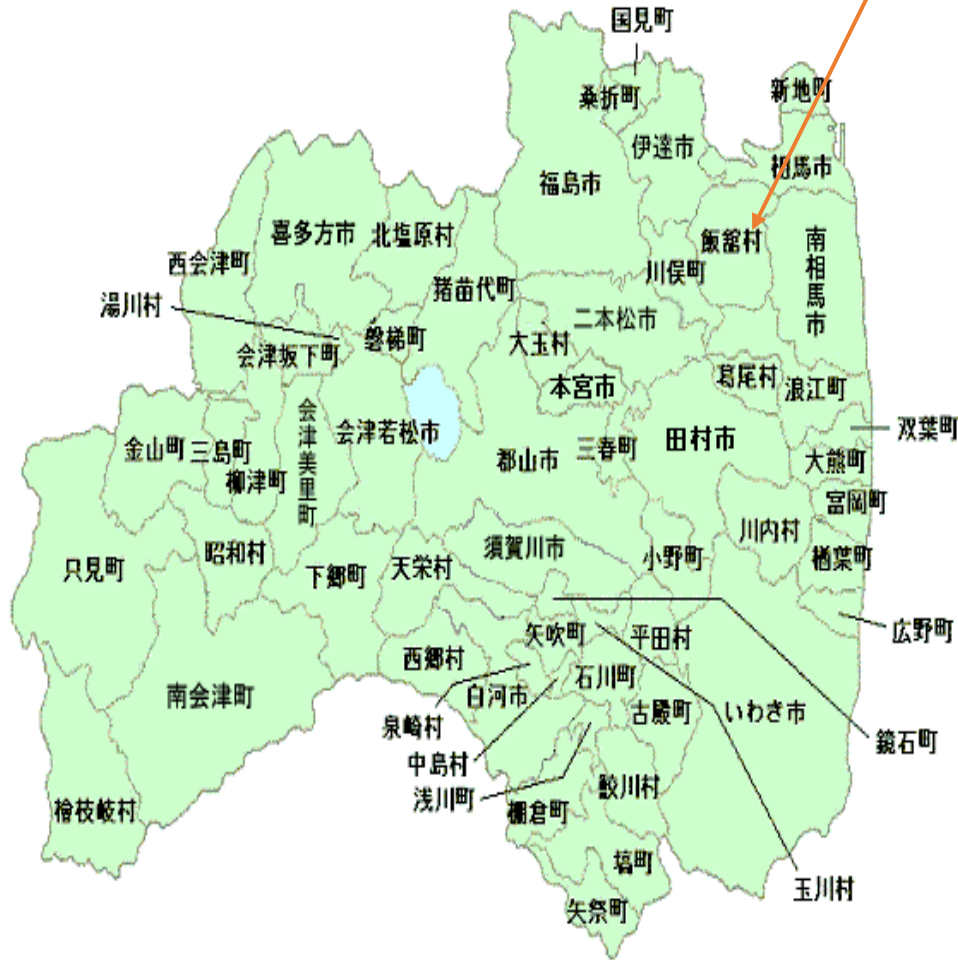 国見町
新地町
桑折町
伊達市
相馬市
福島市
喜多方市
北塩原村
飯舘村
南相馬市
西会津町
川俣町
猪苗代町
湯川村
二本松市
磐梯町
大玉村
会津坂下町
葛尾村
浪江町
本宮市
会津美里町
双葉町
会津若松市
田村市
金山町
三島町
三春町
郡山市
大熊町
柳津町
富岡町
川内村
須賀川市
昭和村
小野町
楢葉町
只見町
下郷町
天栄村
広野町
矢吹町
平田村
西郷村
石川町
南会津町
白河市
古殿町
いわき市
泉崎村
鏡石町
中島村
浅川町
鮫川村
檜枝岐村
棚倉町
塙町
玉川村
矢祭町